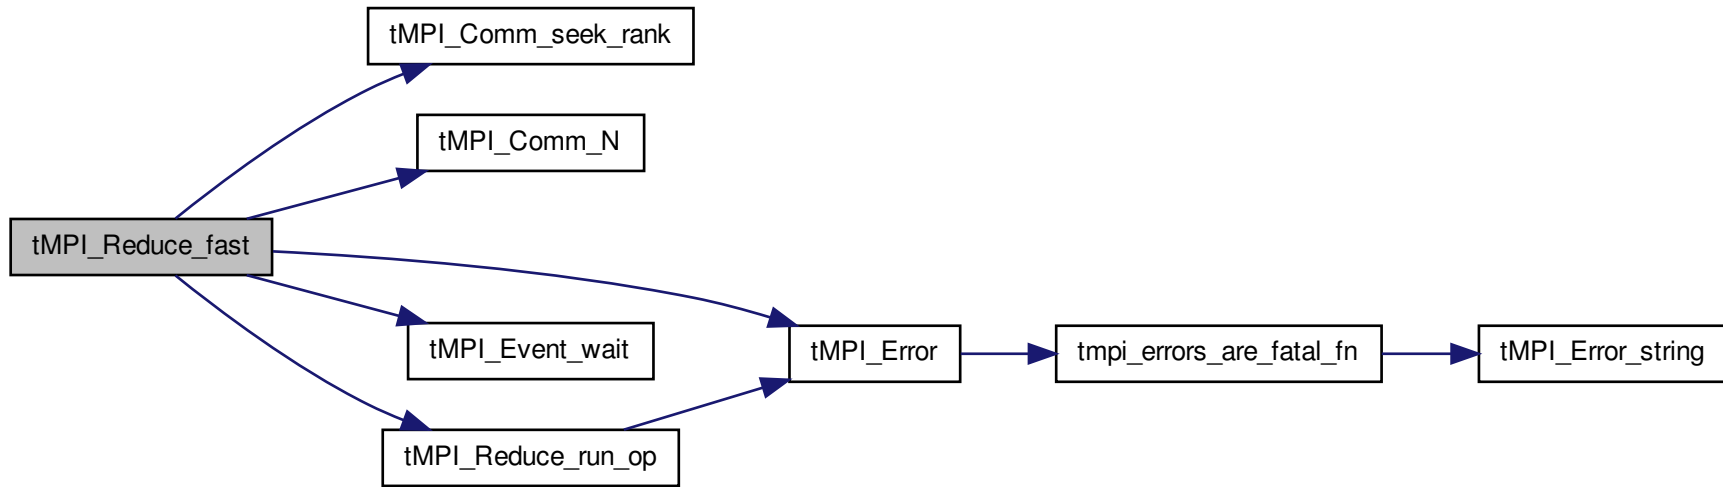 tMPI_Comm_seek_rank
tMPI_Comm_N
tMPI_Reduce_fast
tMPI_Event_wait
tMPI_Error
tmpi_errors_are_fatal_fn
tMPI_Error_string
tMPI_Reduce_run_op